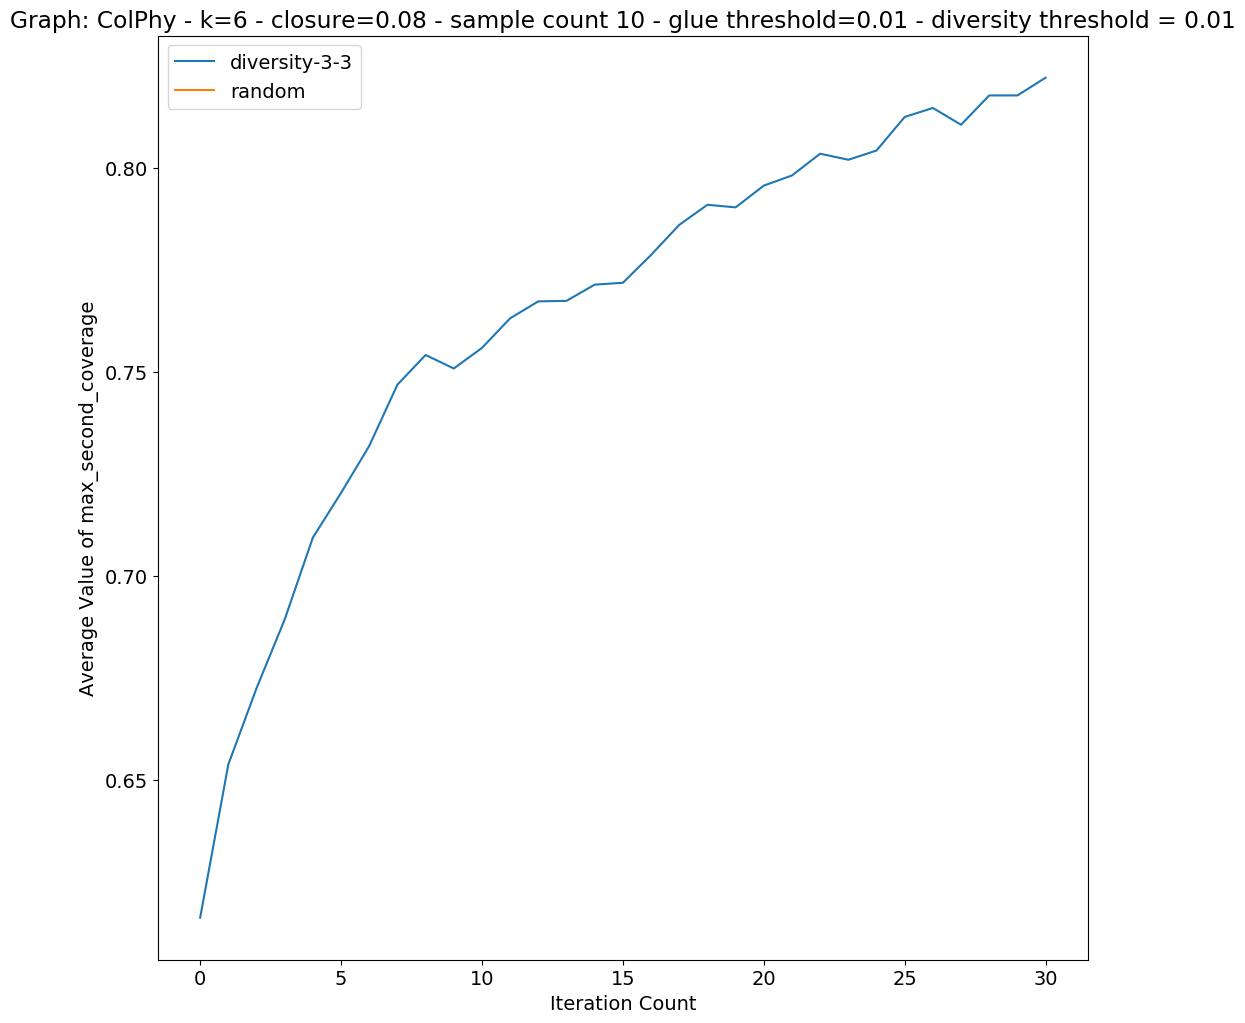 Graph: ColPhy - k=6 - closure=0.08 - sample count 10 - glue threshold=0.01 - diversity threshold = 0.01
diversity-3-3
random
0.80
0.75
0.70
0.65
Average Value of max_second_coverage
0 5 10 15 20 25 30
Iteration Count